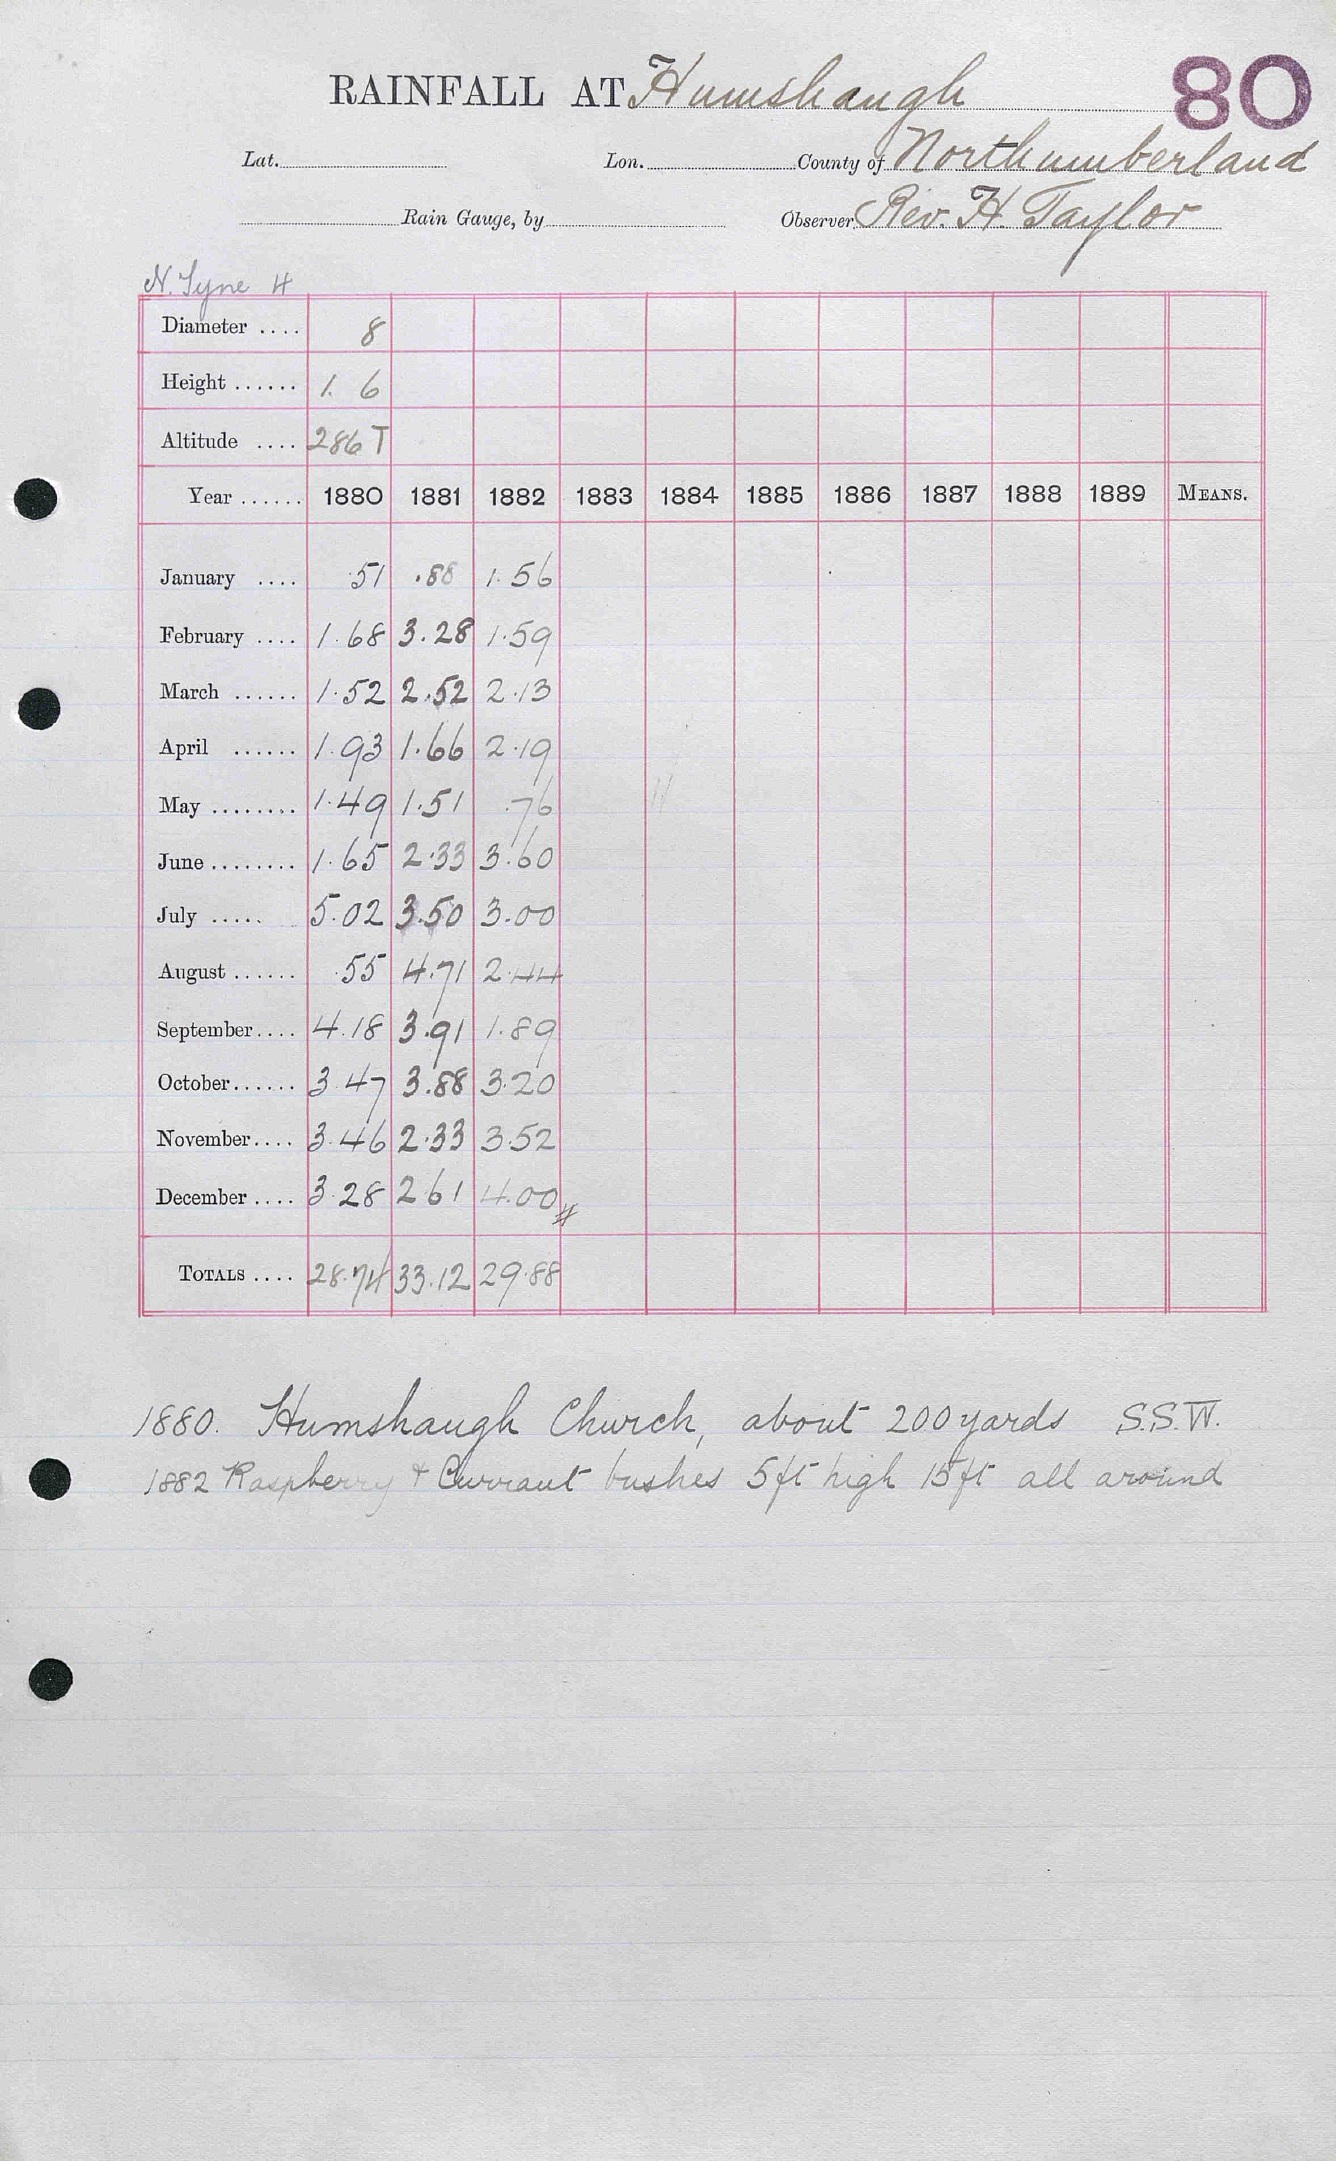 RAINFALL AT Humshaugh 80
Lat. Lon. County of Northumberland
Rain Gauge, by Observer, Rev. H. Taylor
N. Tyne H
Diameter .... 8
Height ...... 1. 6
Altitude .... 286 T
Year ...... 1880 1881 1882 1883 1884 1885 1886 1887 1888 1889 MEANS.
January .... .51 .88 1.56
February .... 1.68 3.28 1.59
March ...... 1.52 2.52 2.13
April ...... 1.93 1.66 2.19
May ........ 1.49 1.51 .76
June ........ 1.65 2.33 3.60
July ..... 5.02 3.50 3.00
August ...... .55 4.71 2.44
September.... 4.18 3.91 1.89
October...... 3.47 3.88 3.20
November.... 3.46 2.33 3.52
December .... 3.28 2.61 4.00
TOTALS .... 28.74 33.12 29.88
1880. Humshaugh Church, about 200 yards S.S.W.
1882 Raspberry & Currant bushes 5ft high 15ft all around